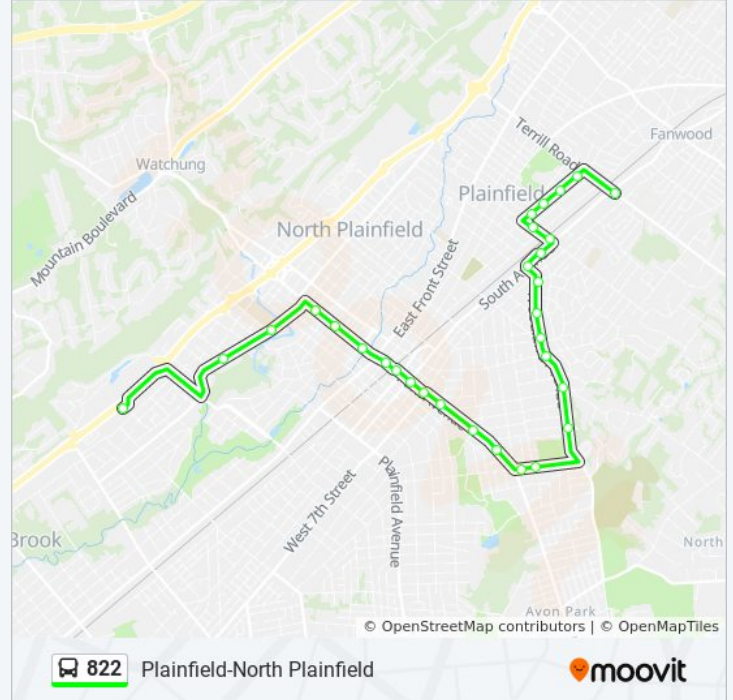 Terrill Road
Fanwood
Watchung
Plainfield
Mountain Boulevard
North Plainfield
East Front Street
South A
Plainfield Avenue
West 7th Street
Brook
North
Avon Park
© OpenStreetMap contributors | © OpenMapTiles
822 Plainfield-North Plainfield
moovit